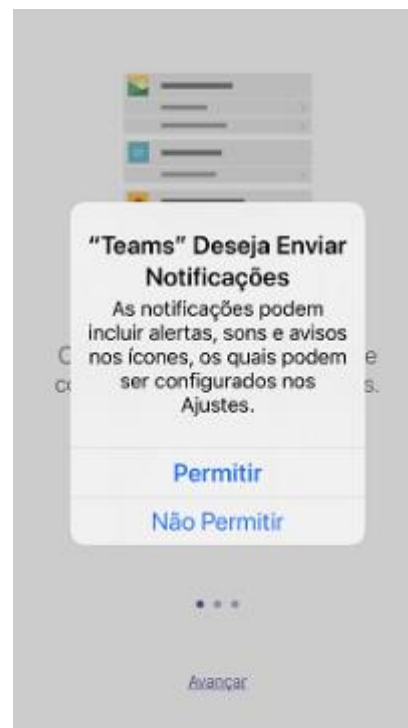 “Teams” Deseja Enviar
Notificações
As notificações podem
incluir alertas, sons e avisos
nos ícones, os quais podem
ser configurados nos
Ajustes.
Permitir
Não Permitir
Avançar